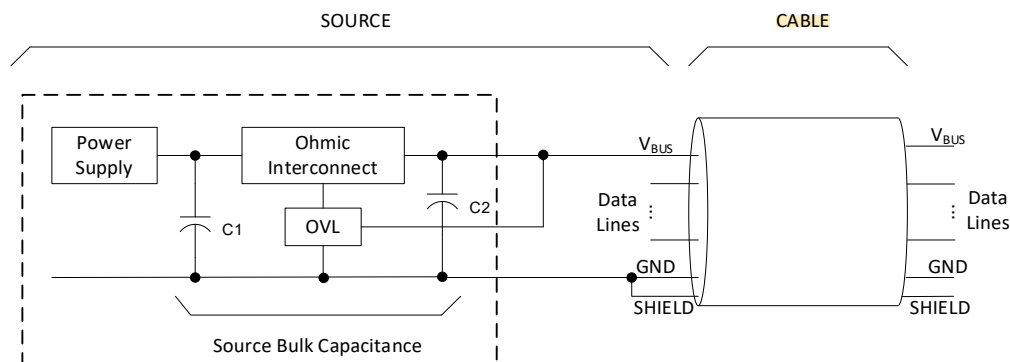 SOURCE
CABLE
Power
Supply
Ohmic
Interconnect
C1
OVL
C2
VBUS
Data
Lines
GND
SHIELD
VBUS
Data
Lines
GND
SHIELD
Source Bulk Capacitance